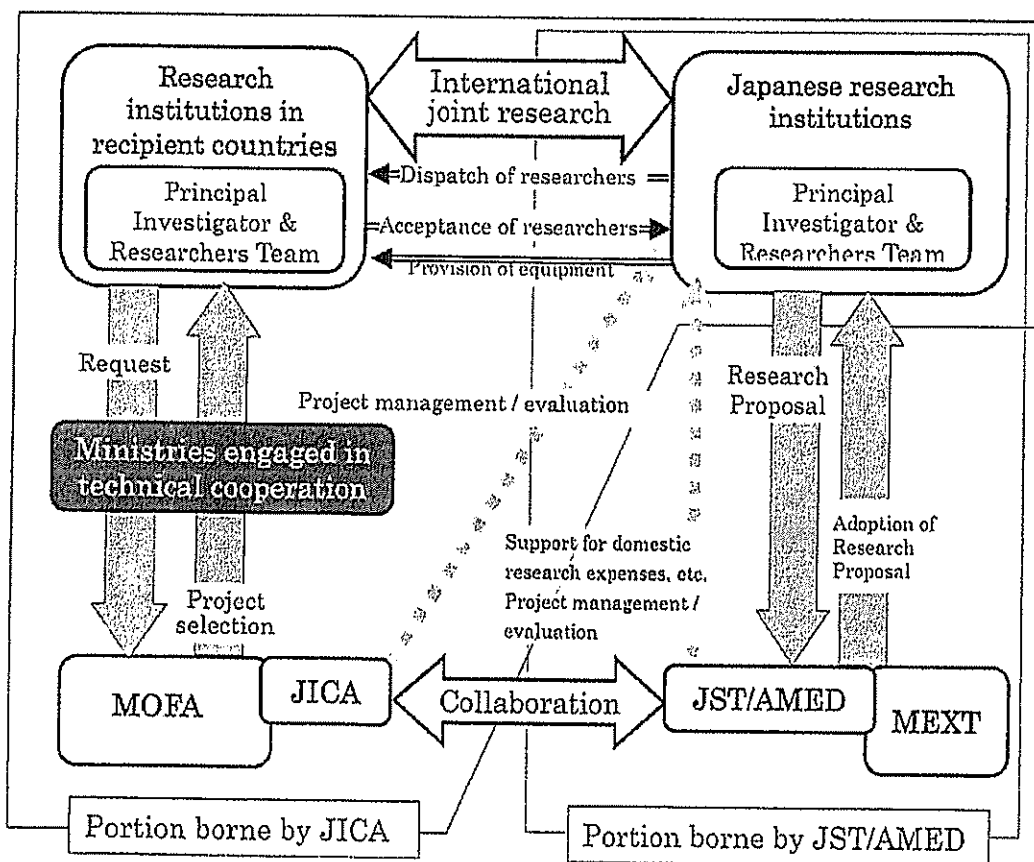 Research
institutions in
recipient countries
Principal
Investigator &
Researchers Team
International
joint research
Japanese research
institutions
Principal
Investigator &
Researchers Team
Dispatch of researchers
Acceptance of researchers
Provision of equipment
Request
Project management / evaluation
Research
Proposal
Ministries engaged in
technical cooperation
Adoption of
Research
Proposal
Support for domestic
research expenses, etc.
Project management /
evaluation
Project
selection
MOFA
JICA
Collaboration
JST/AMED
MEXT
Portion borne by JICA
Portion borne by JST/AMED